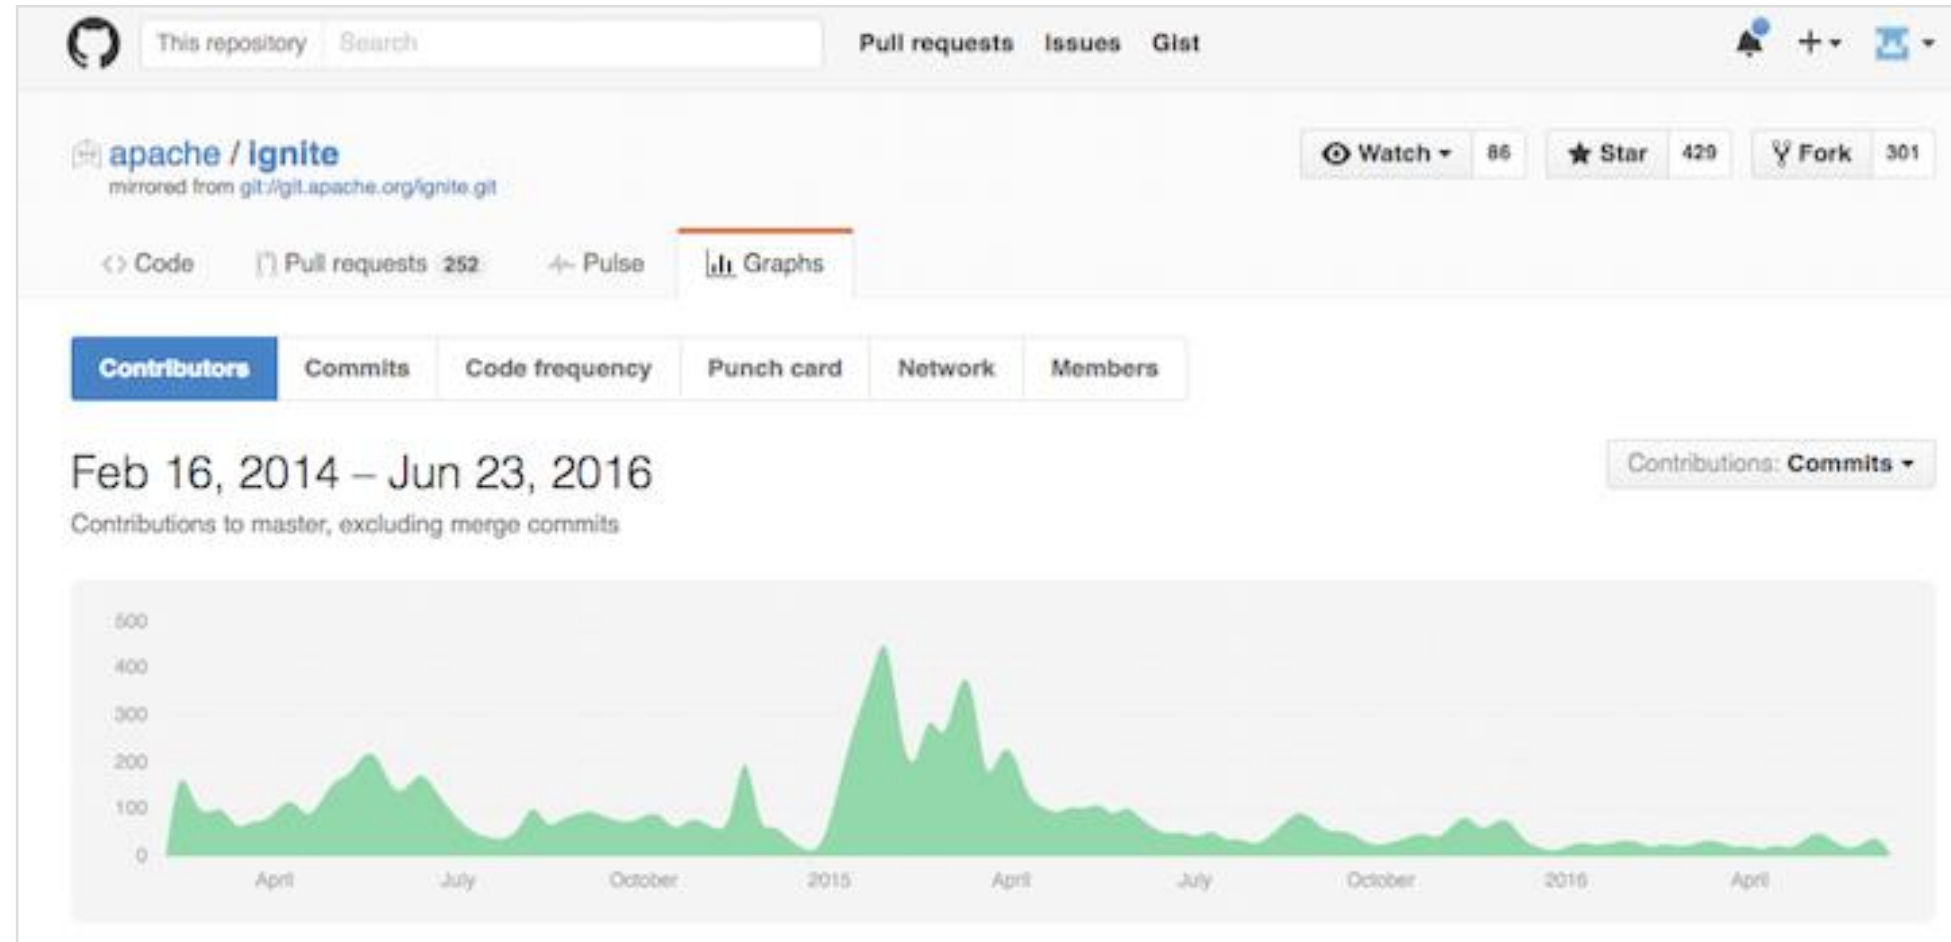 This repository Search Pull requests Issues Gist
apache / ignite Watch 86 Star 429 Fork 301
mirrored from git://git.apache.org/ignite.git
Code Pull requests 252 Pulse Graphs
Contributors Commits Code frequency Punch card Network Members
Feb 16, 2014 – Jun 23, 2016 Contributions: Commits
Contributions to master, excluding merge commits
500
400
300
200
100
0
April July October 2015 April July October 2016 April